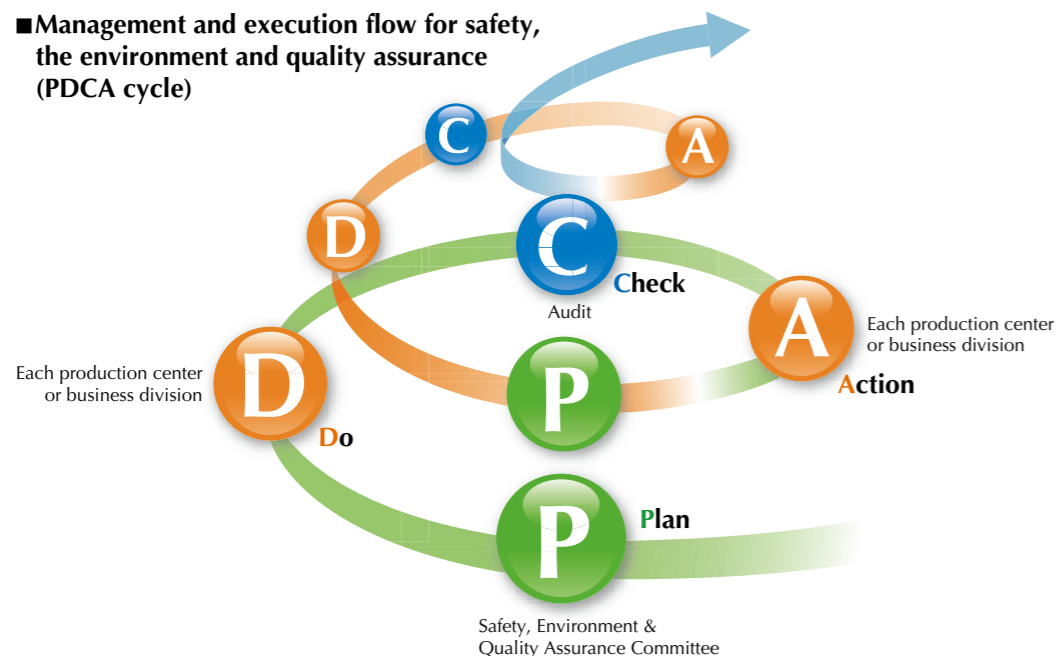 ■Management and execution flow for safety,
the environment and quality assurance
(PDCA cycle)
C
A
D
C
Check
Audit
A
Action
Each production center
or business division
Each production center
or business division
D
Do
P
P
Plan
Safety, Environment &
Quality Assurance Committee